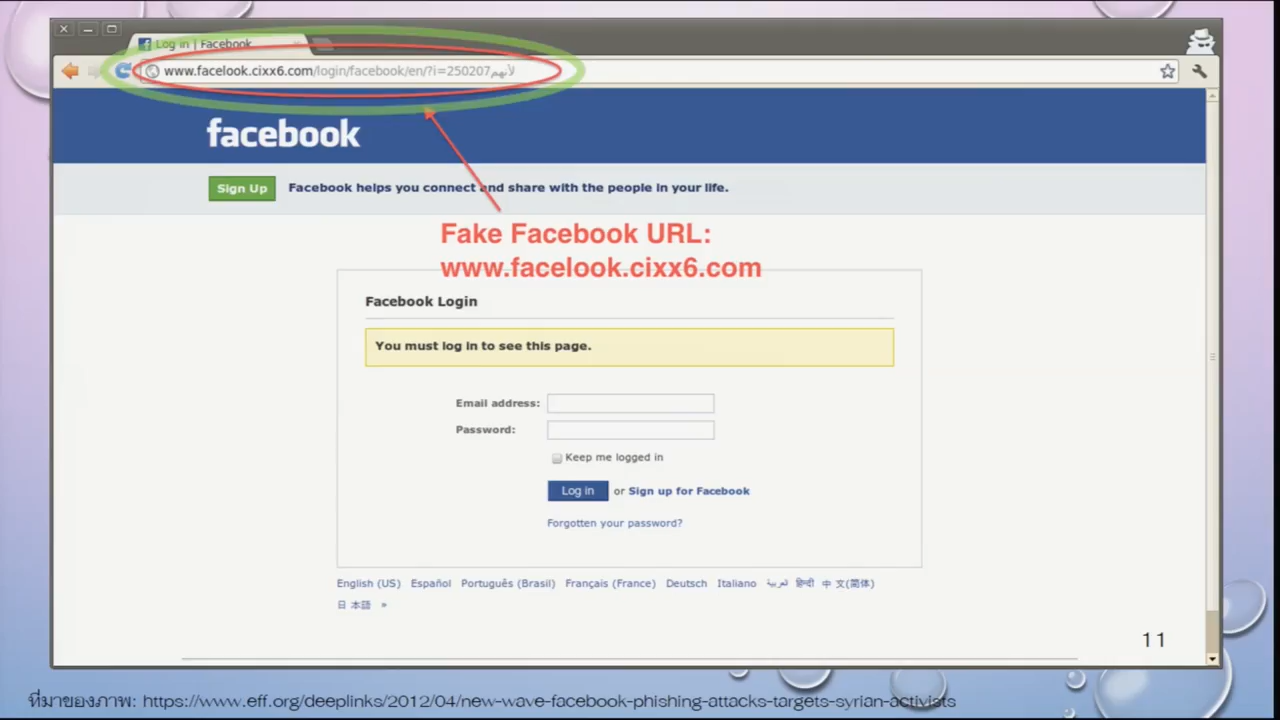 Log in | Facebook
www.facelook.cixx6.com/login/facebook/en/?i=250207لأنهم
facebook
Sign Up Facebook helps you connect and share with the people in your life.
Fake Facebook URL:
www.facelook.cixx6.com
Facebook Login
You must log in to see this page.
Email address:
Password:
Keep me logged in
Log in or Sign up for Facebook
Forgotten your password?
English (US) Español Português (Brasil) Français (France) Deutsch Italiano العربية हिन्दी 中文(简体)
日本語 »
11
ที่มาของภาพ: https://www.eff.org/deeplinks/2012/04/new-wave-facebook-phishing-attacks-targets-syrian-activists